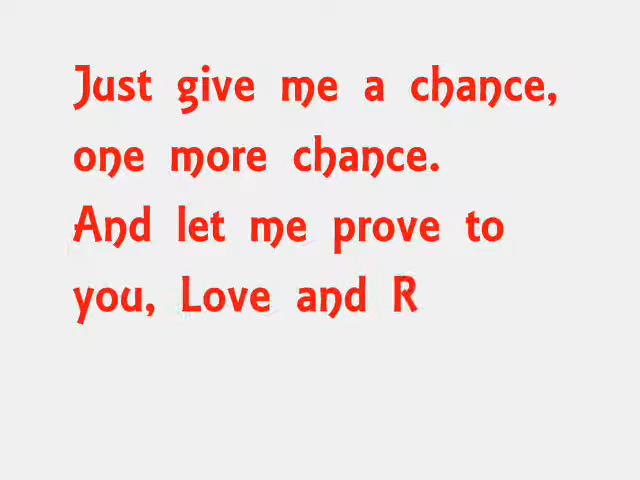 Just give me a chance,
one more chance.
And let me prove to
you, Love and R